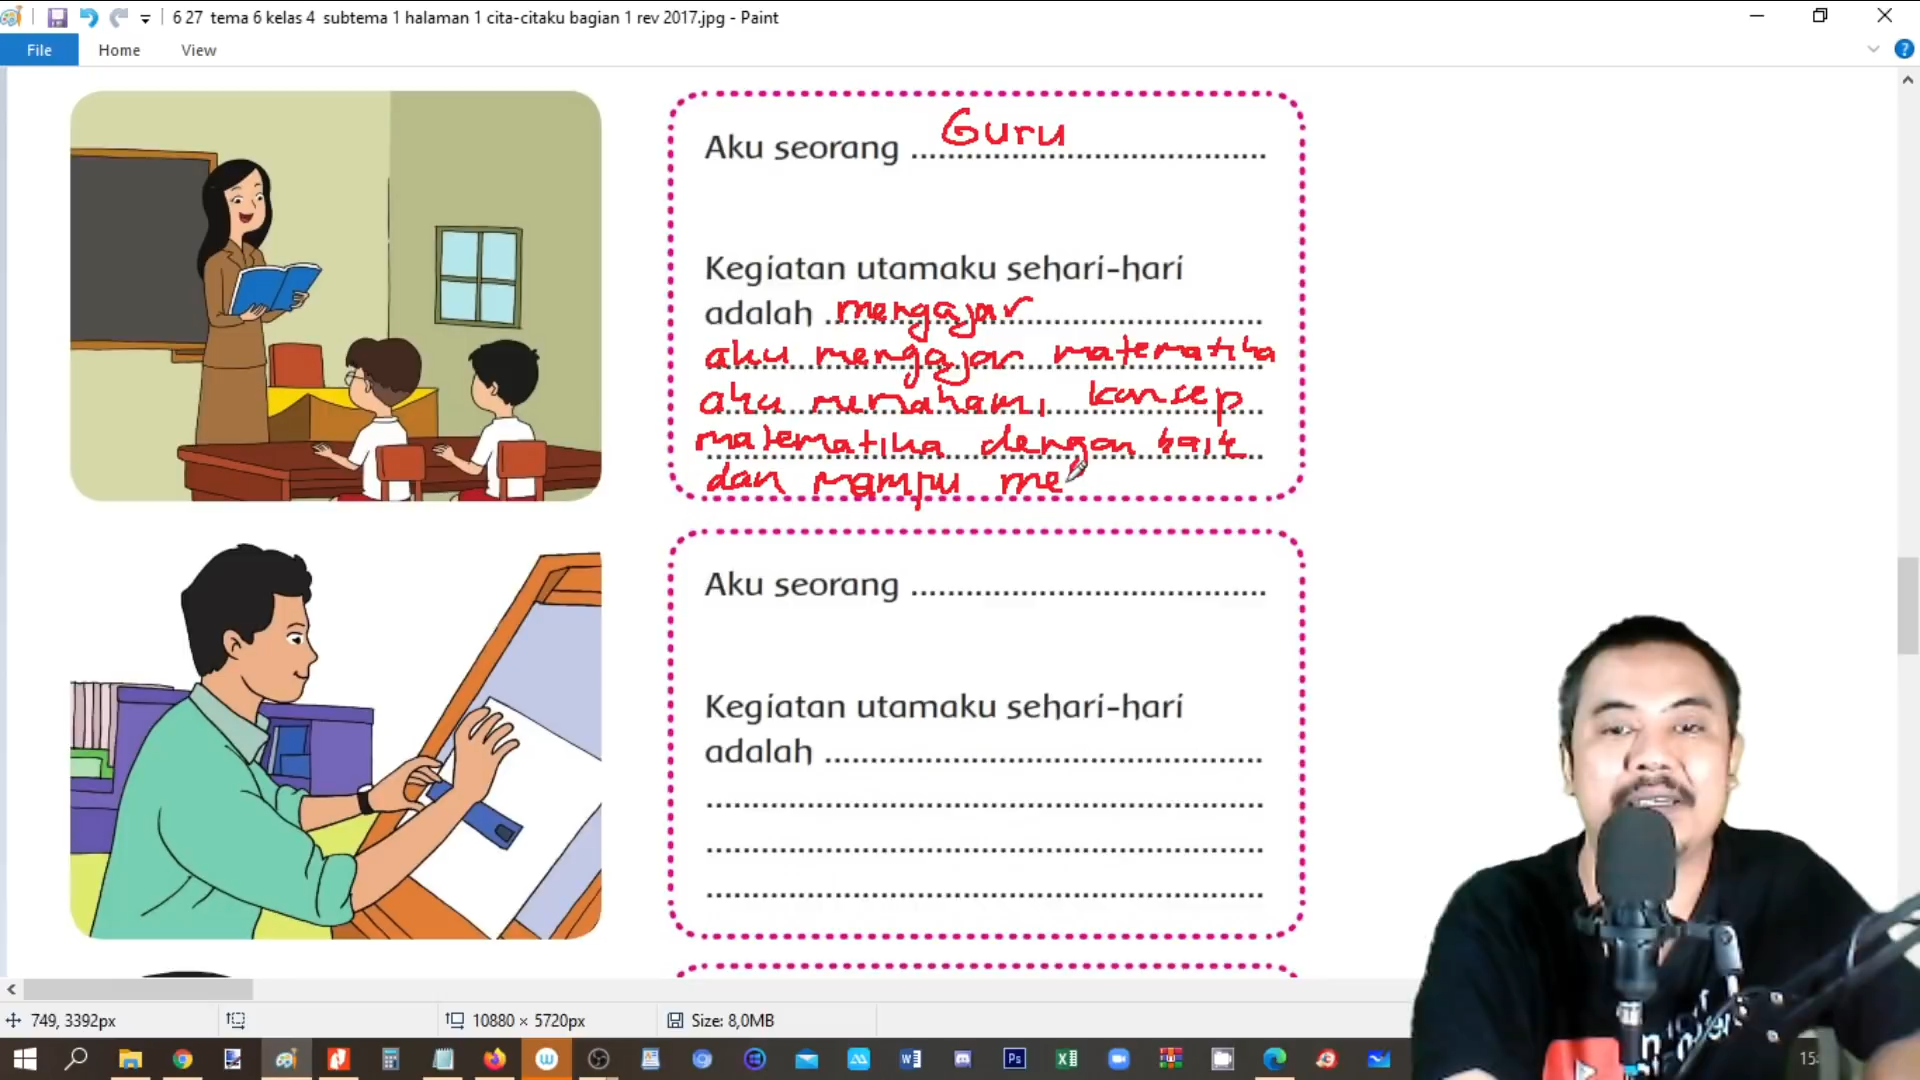 6 27 tema 6 kelas 4 subtema 1 halaman 1 cita-citaku bagian 1 rev 2017.jpg - Paint
File Home View
Aku seorang Guru
Kegiatan utamaku sehari-hari
adalah mengajar
aku mengajar matematika
aku memahami konsep
matematika dengan baik
dan mampu me
Aku seorang
Kegiatan utamaku sehari-hari
adalah
749, 3392px
10880 × 5720px
Size: 8,0MB